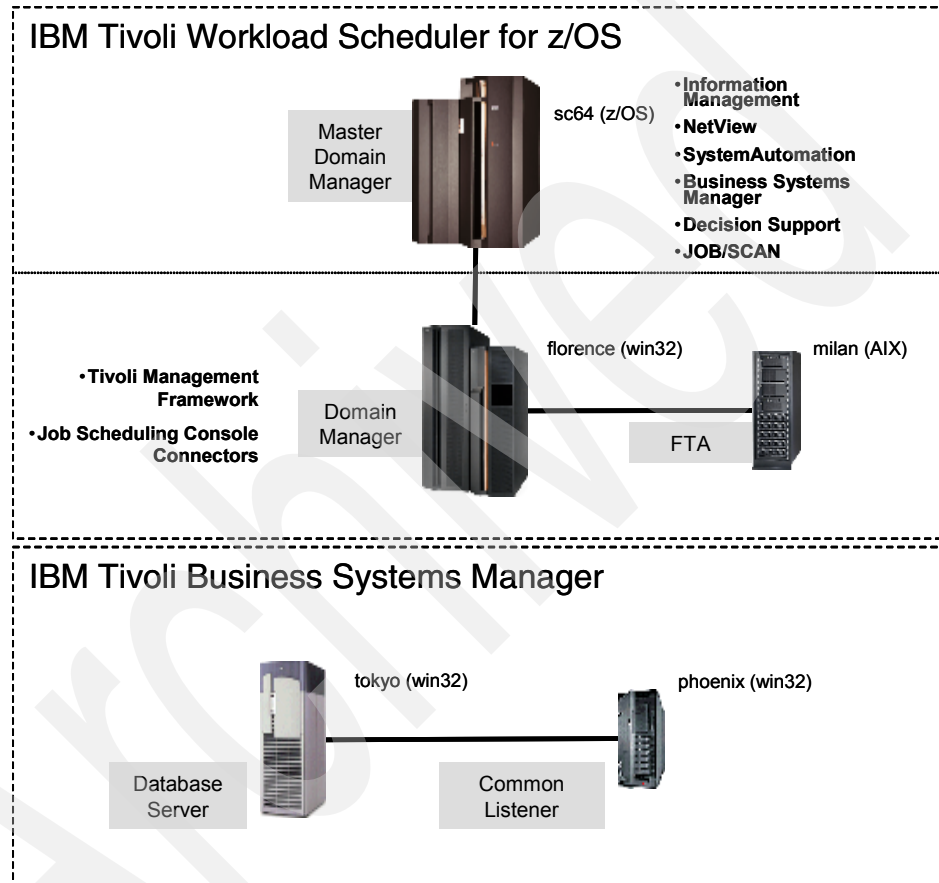 IBM Tivoli Workload Scheduler for z/OS
Master
Domain
Manager
sc64 (z/OS)
•Information
Management
•NetView
•SystemAutomation
•Business Systems
Manager
•Decision Support
•JOB/SCAN
•Tivoli Management
Framework
•Job Scheduling Console
Connectors
Domain
Manager
florence (win32)
FTA
milan (AIX)
IBM Tivoli Business Systems Manager
tokyo (win32)
phoenix (win32)
Database
Server
Common
Listener
Archived